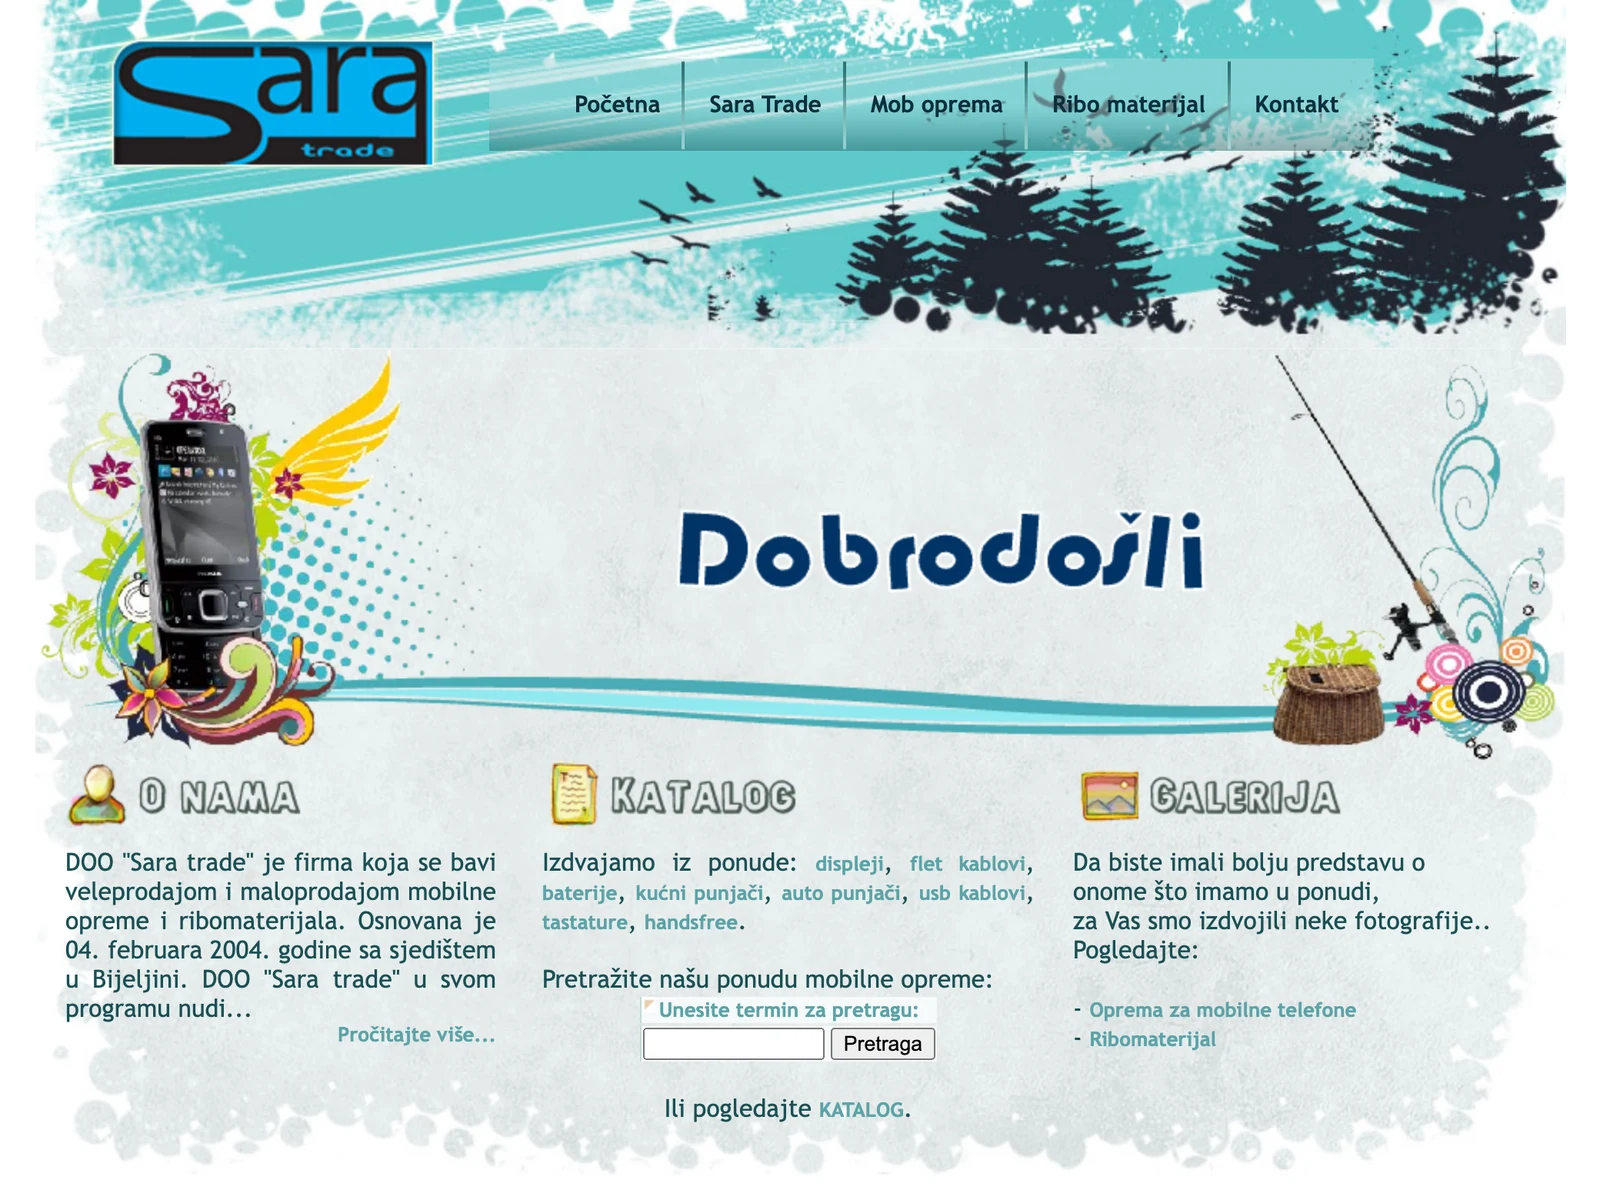 Sara
trade
Početna
Sara Trade
Mob oprema
Ribo materijal
Kontakt
Dobrodošli
O nama
DOO "Sara trade" je firma koja se bavi
veleprodajom i maloprodajom mobilne
opreme i ribomaterijala. Osnovana je
04. februara 2004. godine sa sjedištem
u Bijeljini. DOO "Sara trade" u svom
programu nudi...
Pročitajte više...
Katalog
Izdvajamo iz ponude: displeji, flet kablovi,
baterije, kućni punjači, auto punjači, usb kablovi,
tastature, handsfree.
Pretražite našu ponudu mobilne opreme:
Unesite termin za pretragu:
Pretraga
Ili pogledajte KATALOG.
Galerija
Da biste imali bolju predstavu o
onome što imamo u ponudi,
za Vas smo izdvojili neke fotografije..
Pogledajte:
- Oprema za mobilne telefone
- Ribomaterijal